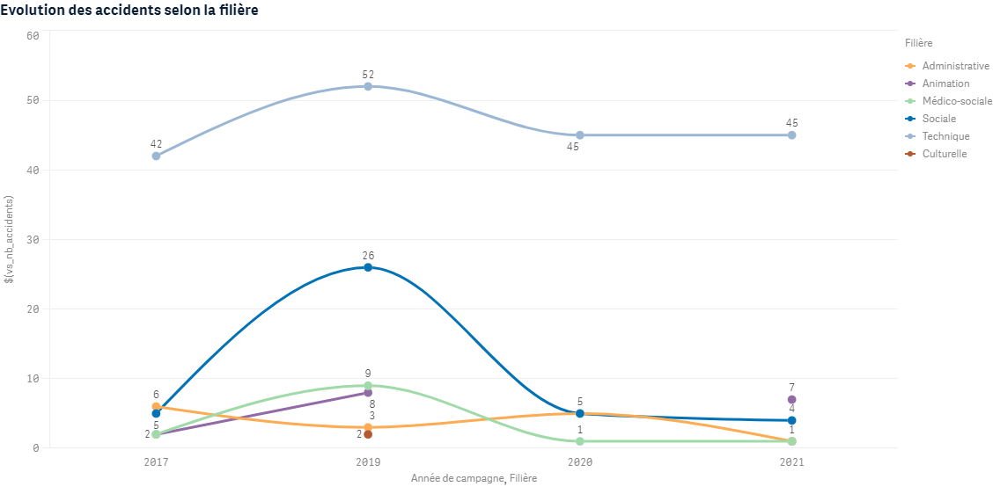 Evolution des accidents selon la filière
60
50
40
30
20
10
0
$(vs_nb_accidents)
42
52
45
45
26
6
5
2
9
8
3
2
5
1
7
4
1
2017
2019
2020
2021
Année de campagne, Filière
Filière
Administrative
Animation
Médico-sociale
Sociale
Technique
Culturelle